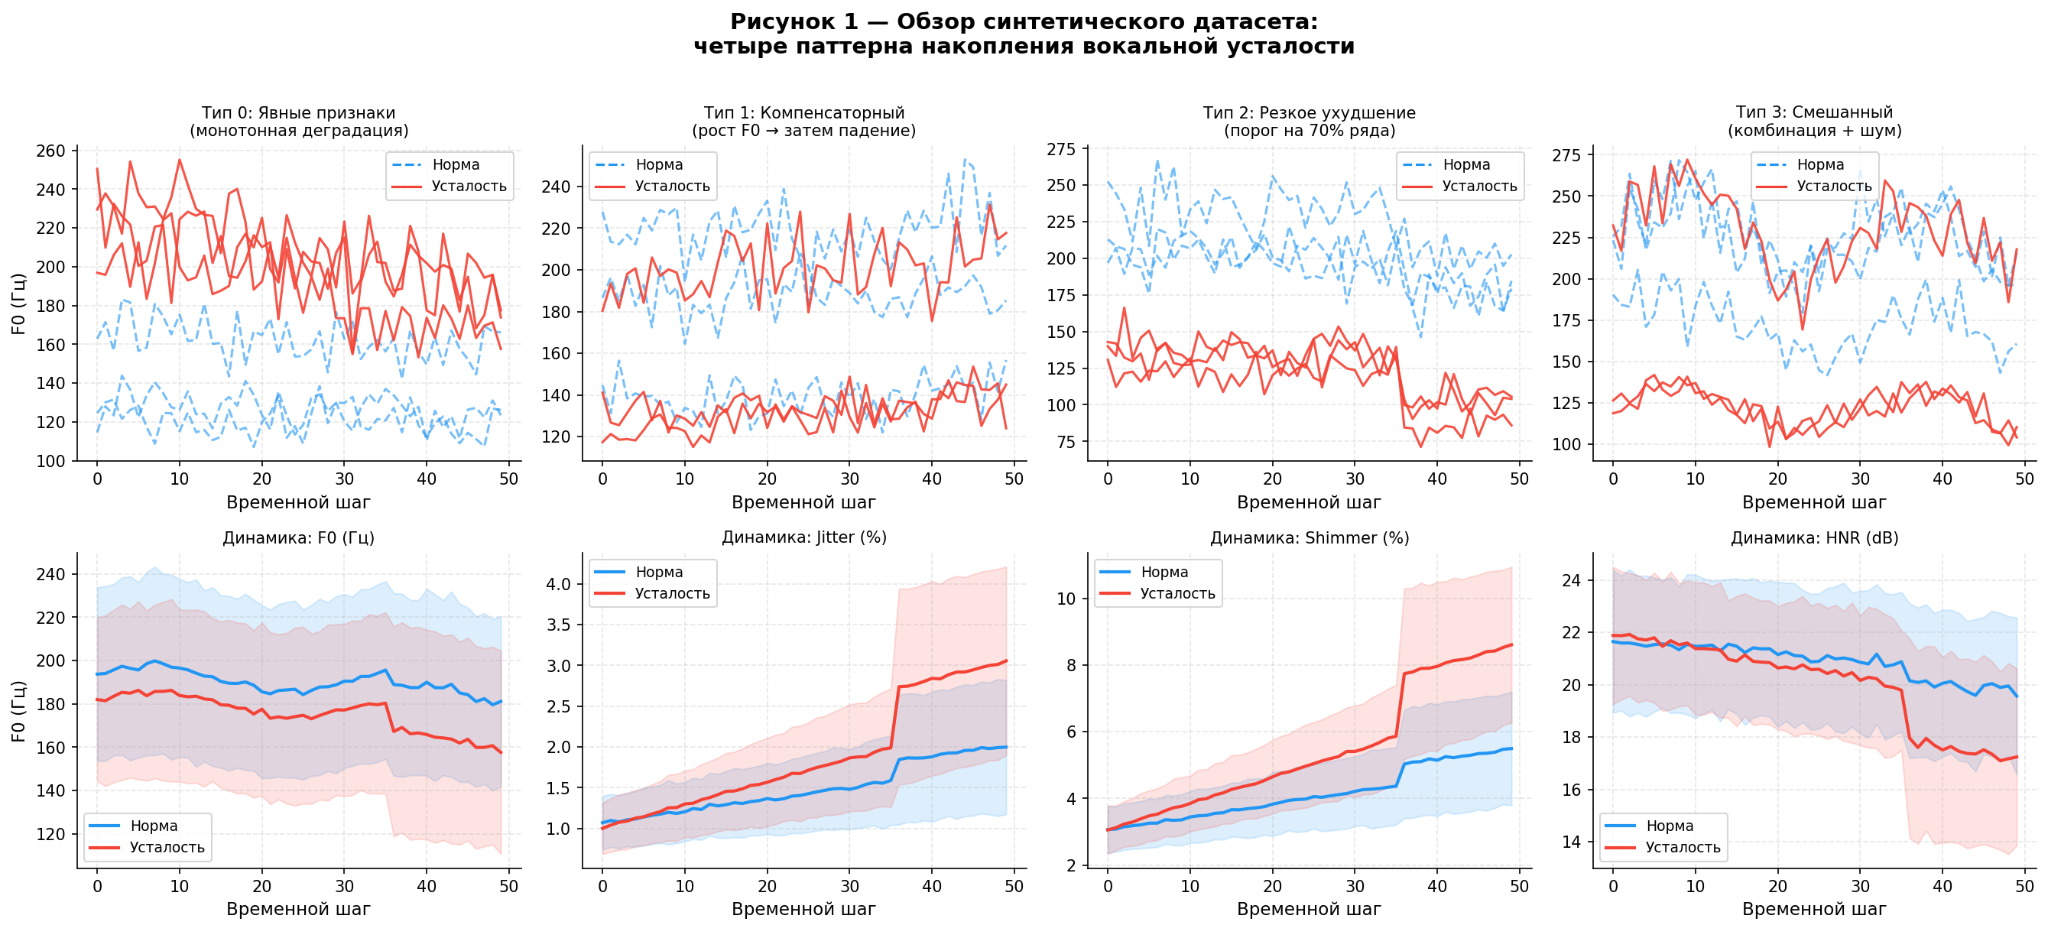 Рисунок 1 — Обзор синтетического датасета:
четыре паттерна накопления вокальной усталости
Тип 0: Явные признаки
(монотонная деградация)
F0 (Гц)
260
240
220
200
180
160
140
120
100
Норма
Усталость
0 10 20 30 40 50
Временной шаг
Тип 1: Компенсаторный
(рост F0 → затем падение)
240
220
200
180
160
140
120
Норма
Усталость
0 10 20 30 40 50
Временной шаг
Тип 2: Резкое ухудшение
(порог на 70% ряда)
275
250
225
200
175
150
125
100
75
Норма
Усталость
0 10 20 30 40 50
Временной шаг
Тип 3: Смешанный
(комбинация + шум)
275
250
225
200
175
150
125
100
Норма
Усталость
0 10 20 30 40 50
Временной шаг
Динамика: F0 (Гц)
F0 (Гц)
240
220
200
180
160
140
120
Норма
Усталость
0 10 20 30 40 50
Временной шаг
Динамика: Jitter (%)
4.0
3.5
3.0
2.5
2.0
1.5
1.0
Норма
Усталость
0 10 20 30 40 50
Временной шаг
Динамика: Shimmer (%)
10
8
6
4
2
Норма
Усталость
0 10 20 30 40 50
Временной шаг
Динамика: HNR (dB)
24
22
20
18
16
14
Норма
Усталость
0 10 20 30 40 50
Временной шаг